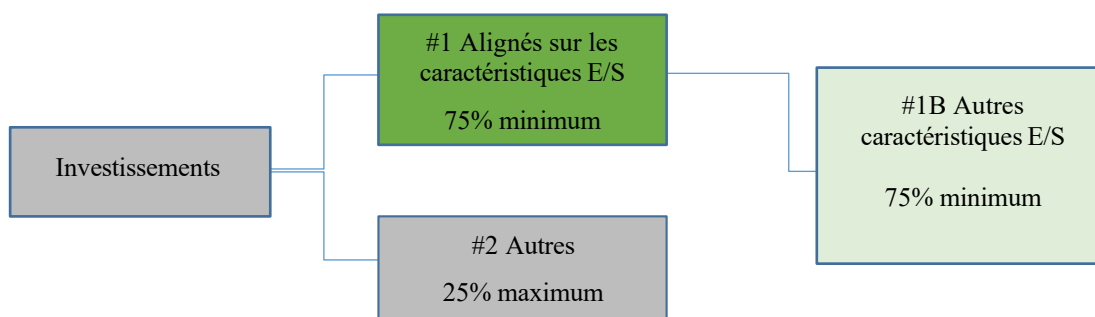 #1 Alignés sur les
caractéristiques E/S
75% minimum
#1B Autres
caractéristiques E/S
75% minimum
Investissements
#2 Autres
25% maximum